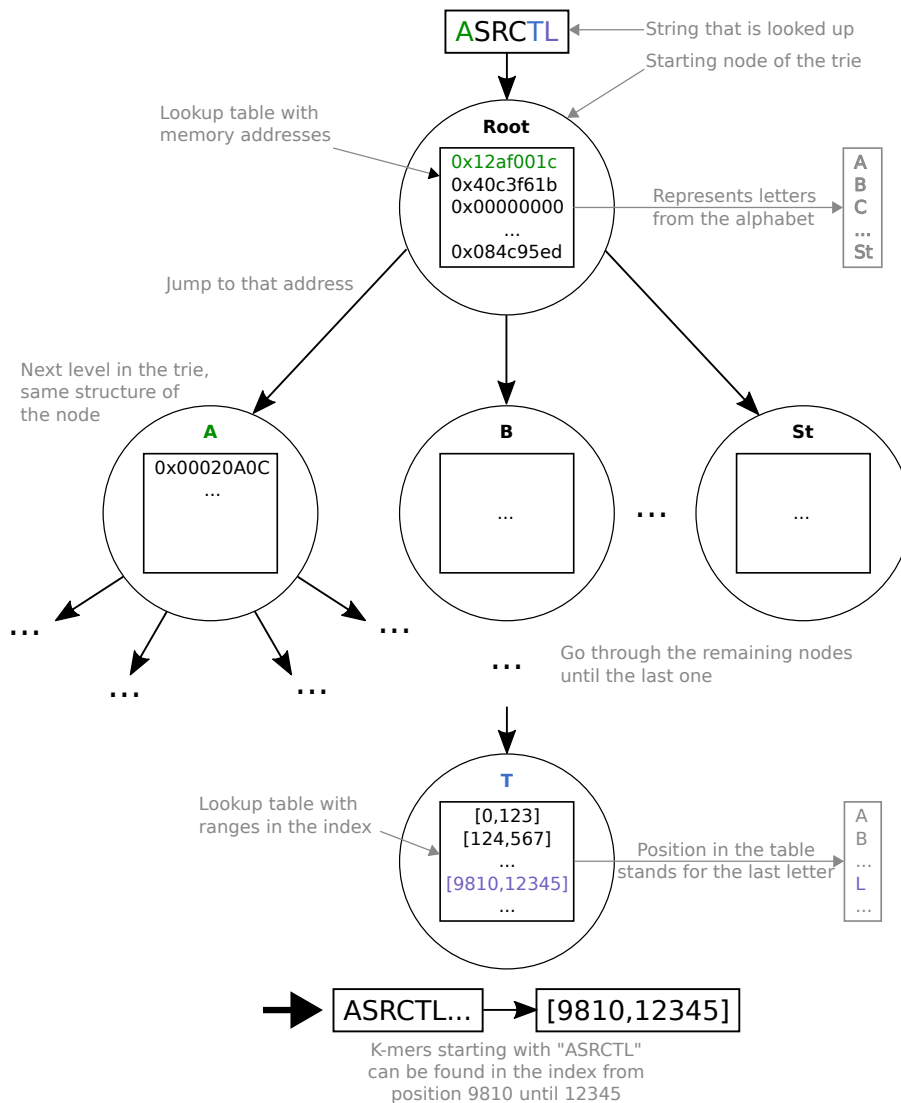 ASRCTL
String that is looked up
Starting node of the trie
Lookup table with
memory addresses
Root
0x12af001c
0x40c3f61b
0x00000000
...
0x084c95ed
Represents letters
from the alphabet
A
B
C
...
St
Jump to that address
Next level in the trie,
same structure of
the node
A
0x00020A0C
...
B
...
...
St
...
...
...
...
...
...
Go through the remaining nodes
until the last one
T
Lookup table with
ranges in the index
[0,123]
[124,567]
...
[9810,12345]
...
Position in the table
stands for the last letter
A
B
...
L
...
ASRCTL...
[9810,12345]
K-mers starting with "ASRCTL"
can be found in the index from
position 9810 until 12345